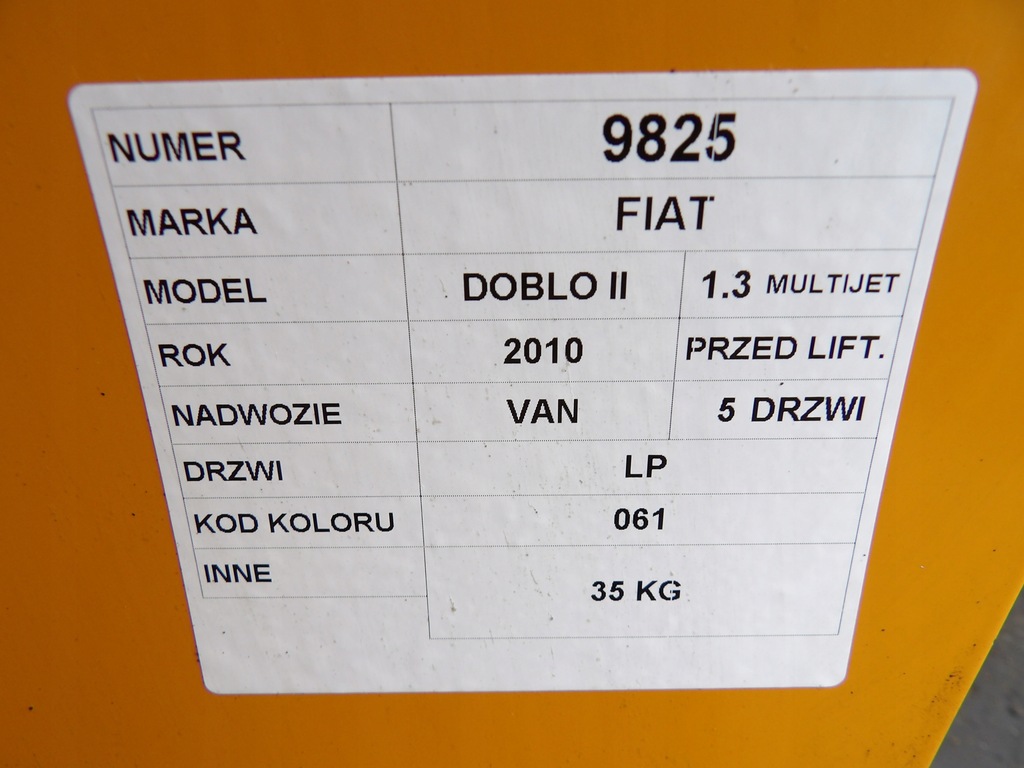 NUMER 9825
MARKA FIAT
MODEL DOBLO II 1.3 MULTIJET
ROK 2010 PRZED LIFT.
NADWOZIE VAN 5 DRZWI
DRZWI LP
KOD KOLORU 061
INNE 35 KG